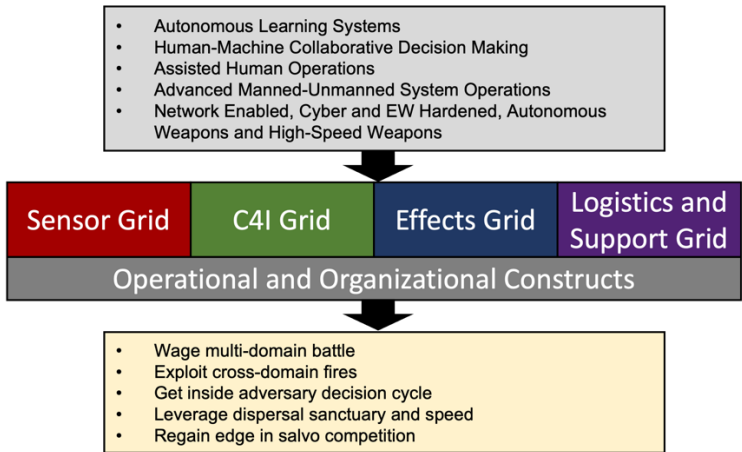 • Autonomous Learning Systems
• Human-Machine Collaborative Decision Making
• Assisted Human Operations
• Advanced Manned-Unmanned System Operations
• Network Enabled, Cyber and EW Hardened, Autonomous
Weapons and High-Speed Weapons
Sensor Grid
C4I Grid
Effects Grid
Logistics and
Support Grid
Operational and Organizational Constructs
• Wage multi-domain battle
• Exploit cross-domain fires
• Get inside adversary decision cycle
• Leverage dispersal sanctuary and speed
• Regain edge in salvo competition